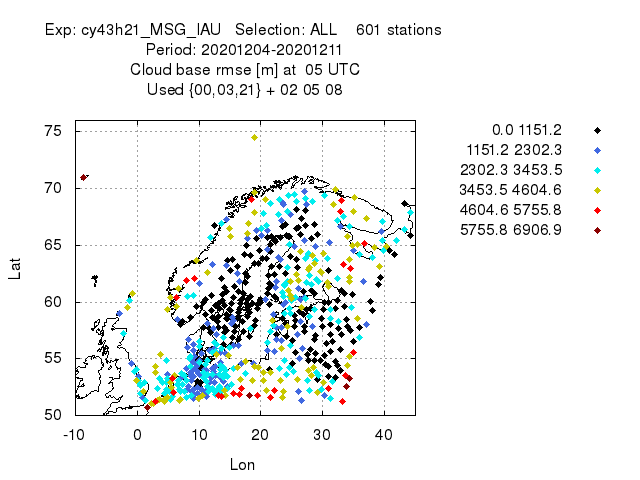 Exp: cy43h21_MSG_IAU   Selection: ALL    601 stations
Period: 20201204-20201211
Cloud base rmse [m] at  05 UTC
Used {00,03,21} + 02 05 08
0.0 1151.2
1151.2 2302.3
2302.3 3453.5
3453.5 4604.6
4604.6 5755.8
5755.8 6906.9
75
70
65
60
55
50
Lat
-10 0 10 20 30 40
Lon